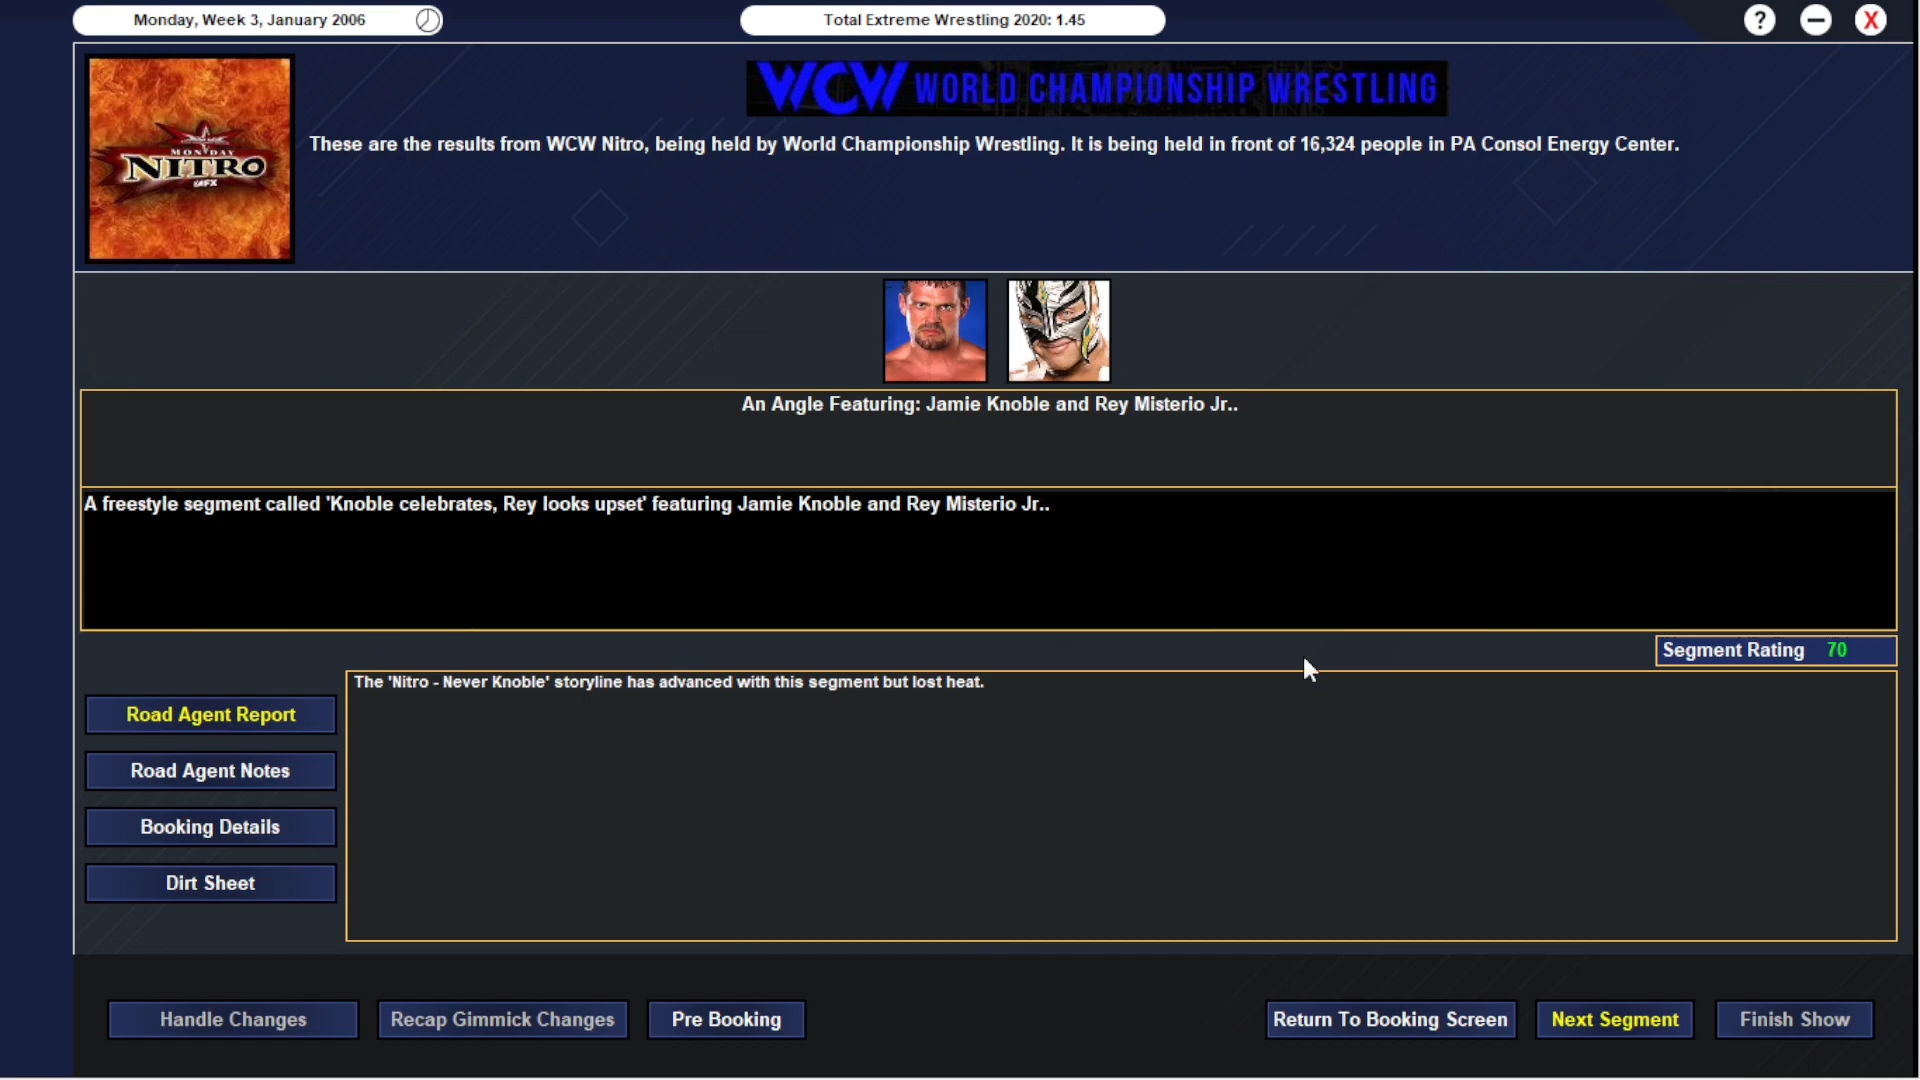 Monday, Week 3, January 2006
Total Extreme Wrestling 2020: 1.45
?
X
WCW WORLD CHAMPIONSHIP WRESTLING
MONDAY
NITRO
These are the results from WCW Nitro, being held by World Championship Wrestling. It is being held in front of 16,324 people in PA Consol Energy Center.
An Angle Featuring: Jamie Knoble and Rey Misterio Jr..
A freestyle segment called 'Knoble celebrates, Rey looks upset' featuring Jamie Knoble and Rey Misterio Jr..
Segment Rating 70
The 'Nitro - Never Knoble' storyline has advanced with this segment but lost heat.
Road Agent Report
Road Agent Notes
Booking Details
Dirt Sheet
Handle Changes
Recap Gimmick Changes
Pre Booking
Return To Booking Screen
Next Segment
Finish Show